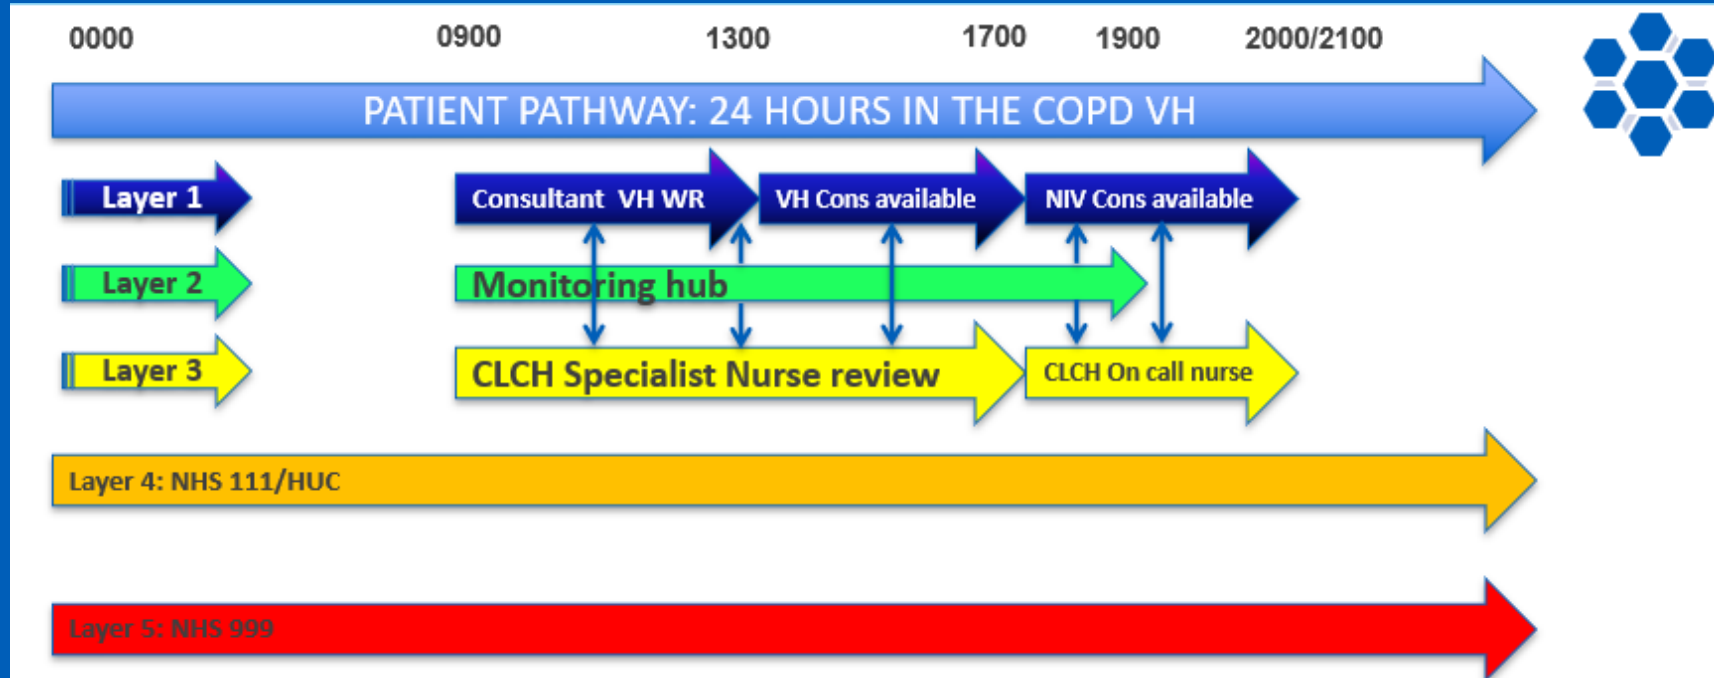 0000 0900 1300 1700 1900 2000/2100
PATIENT PATHWAY: 24 HOURS IN THE COPD VH
Layer 1 Consultant VH WR VH Cons available NIV Cons available
Layer 2 Monitoring hub
Layer 3 CLCH Specialist Nurse review CLCH On call nurse
Layer 4: NHS 111/HUC
Layer 5: NHS 999